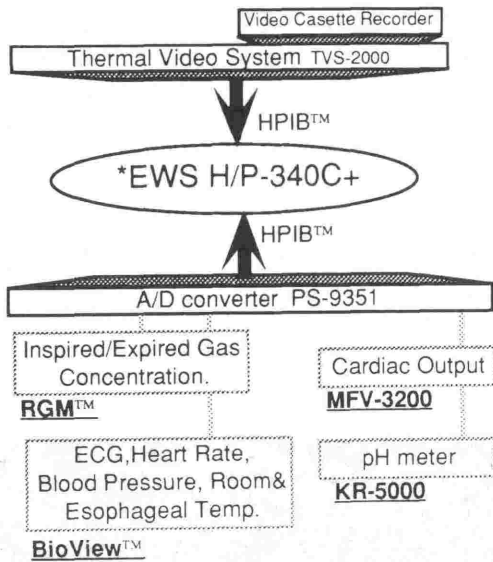 Video Casette Recorder
Thermal Video System TVS-2000
HPIB™
*EWS H/P-340C+
HPIB™
A/D converter PS-9351
Inspired/Expired Gas
Concentration.
RGM™
Cardiac Output
MFV-3200
ECG,Heart Rate,
Blood Pressure, Room&
Esophageal Temp.
BioView™
pH meter
KR-5000